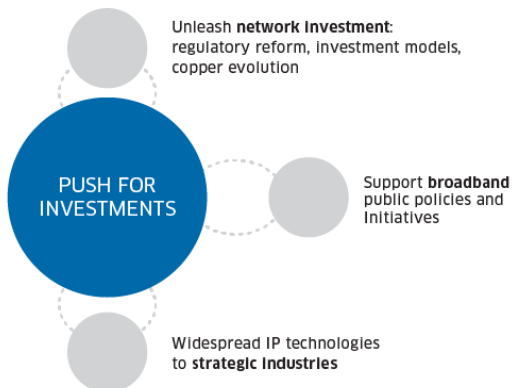 Unleash network investment:
regulatory reform, investment models,
copper evolution
PUSH FOR
INVESTMENTS
Support broadband
public policies and
Initiatives
Widespread IP technologies
to strategic industries